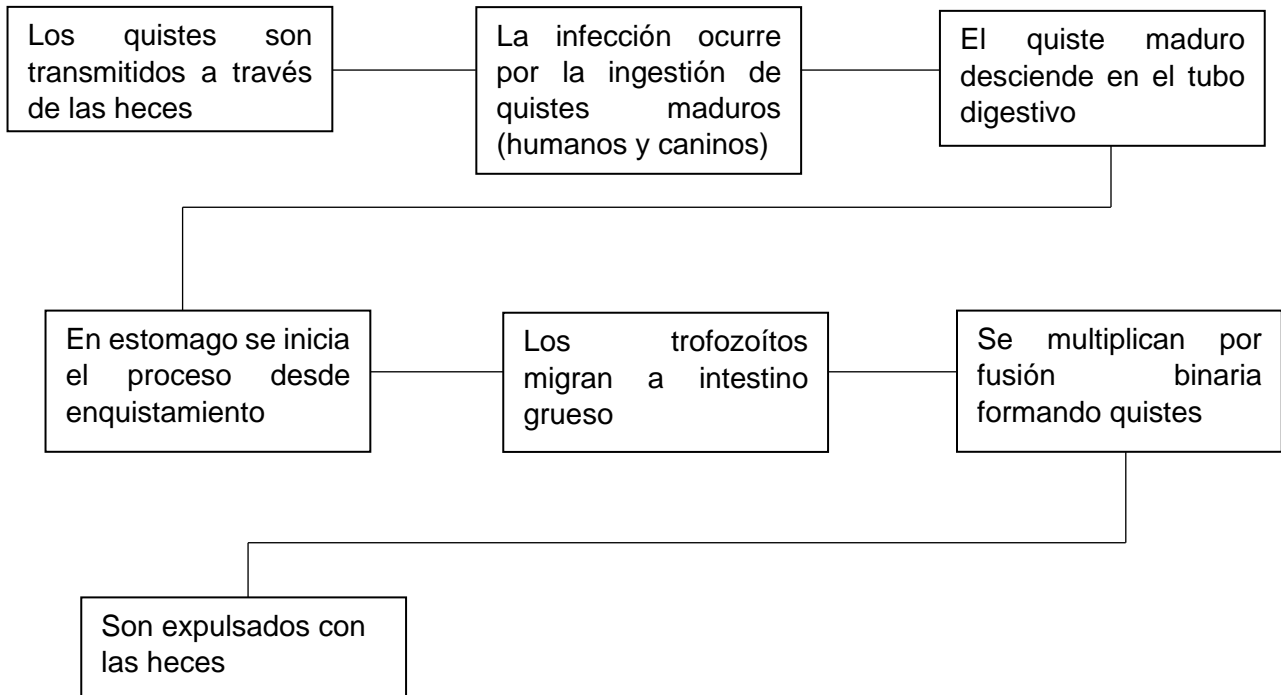 Los quistes son
transmitidos a través
de las heces
La infección ocurre
por la ingestión de
quistes maduros
(humanos y caninos)
El quiste maduro
desciende en el tubo
digestivo
En estomago se inicia
el proceso desde
enquistamiento
Los trofozoítos
migran a intestino
grueso
Se multiplican por
fusión binaria
formando quistes
Son expulsados con
las heces